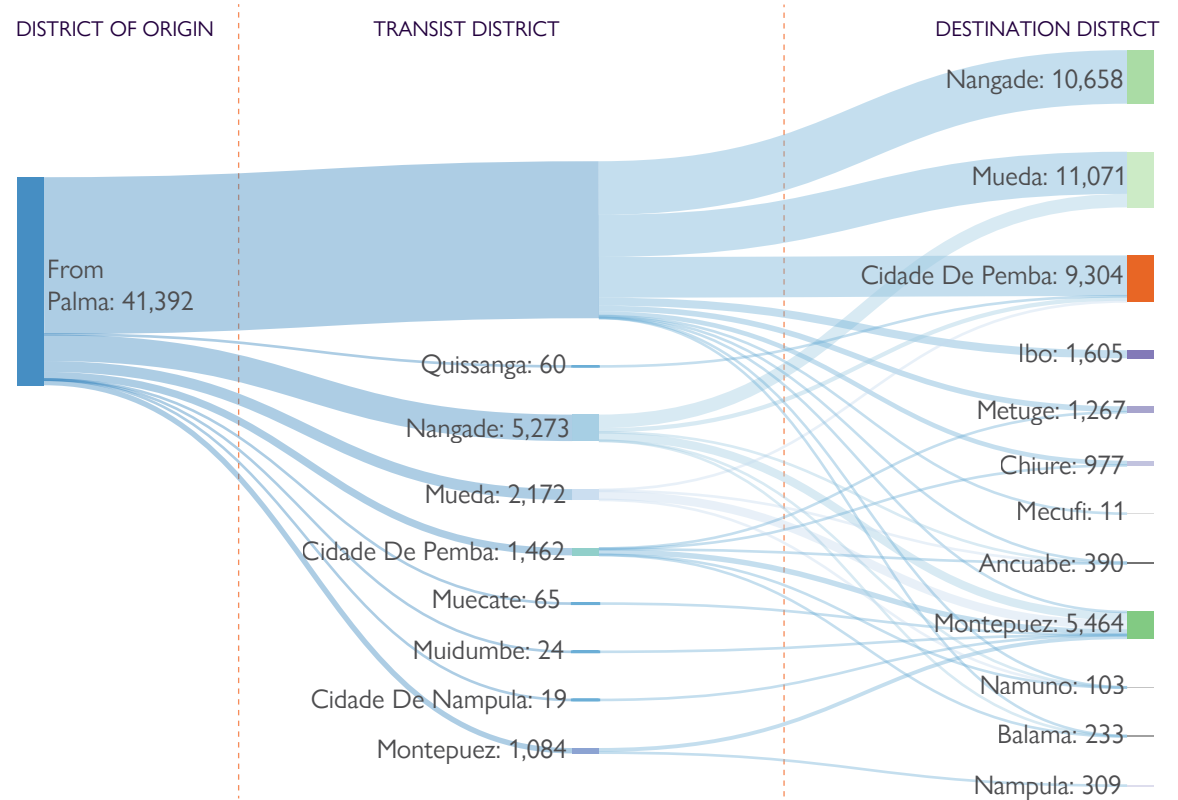 DISTRICT OF ORIGIN
TRANSIST DISTRICT
DESTINATION DISTRCT
From
Palma: 41,392
Quissanga: 60
Nangade: 5,273
Mueda: 2,172
Cidade De Pemba: 1,462
Muecate: 65
Muidumbe: 24
Cidade De Nampula: 19
Montepuez: 1,084
Nangade: 10,658
Mueda: 11,071
Cidade De Pemba: 9,304
Ibo: 1,605
Metuge: 1,267
Chiure: 977
Mecufi: 11
Ancuabe: 390
Montepuez: 5,464
Namuno: 103
Balama: 233
Nampula: 309